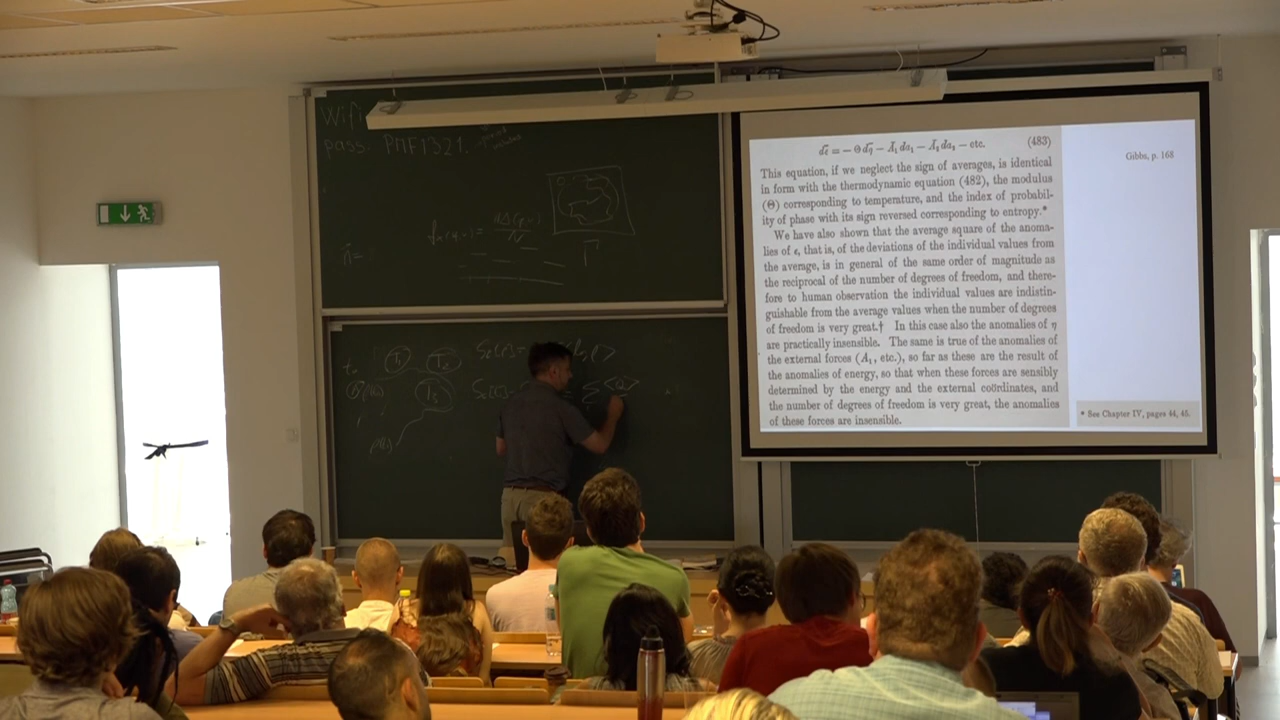 Wifi
pass. PMF1321.
Γ
T₁ T₂
T₃
dε̄ = − Θ dη̄ − Ā₁ da₁ − Ā₂ da₂ − etc. (483)
This equation, if we neglect the sign of averages, is identical
in form with the thermodynamic equation (482), the modulus
(Θ) corresponding to temperature, and the index of probabil-
ity of phase with its sign reversed corresponding to entropy.*
We have also shown that the average square of the anoma-
lies of ε, that is, of the deviations of the individual values from
the average, is in general of the same order of magnitude as
the reciprocal of the number of degrees of freedom, and there-
fore to human observation the individual values are indistin-
guishable from the average values when the number of degrees
of freedom is very great.† In this case also the anomalies of η
are practically insensible. The same is true of the anomalies of
the external forces (A₁, etc.), so far as these are the result of
the anomalies of energy, so that when these forces are sensibly
determined by the energy and the external coördinates, and
the number of degrees of freedom is very great, the anomalies
of these forces are insensible.
Gibbs, p. 168
* See Chapter IV, pages 44, 45.